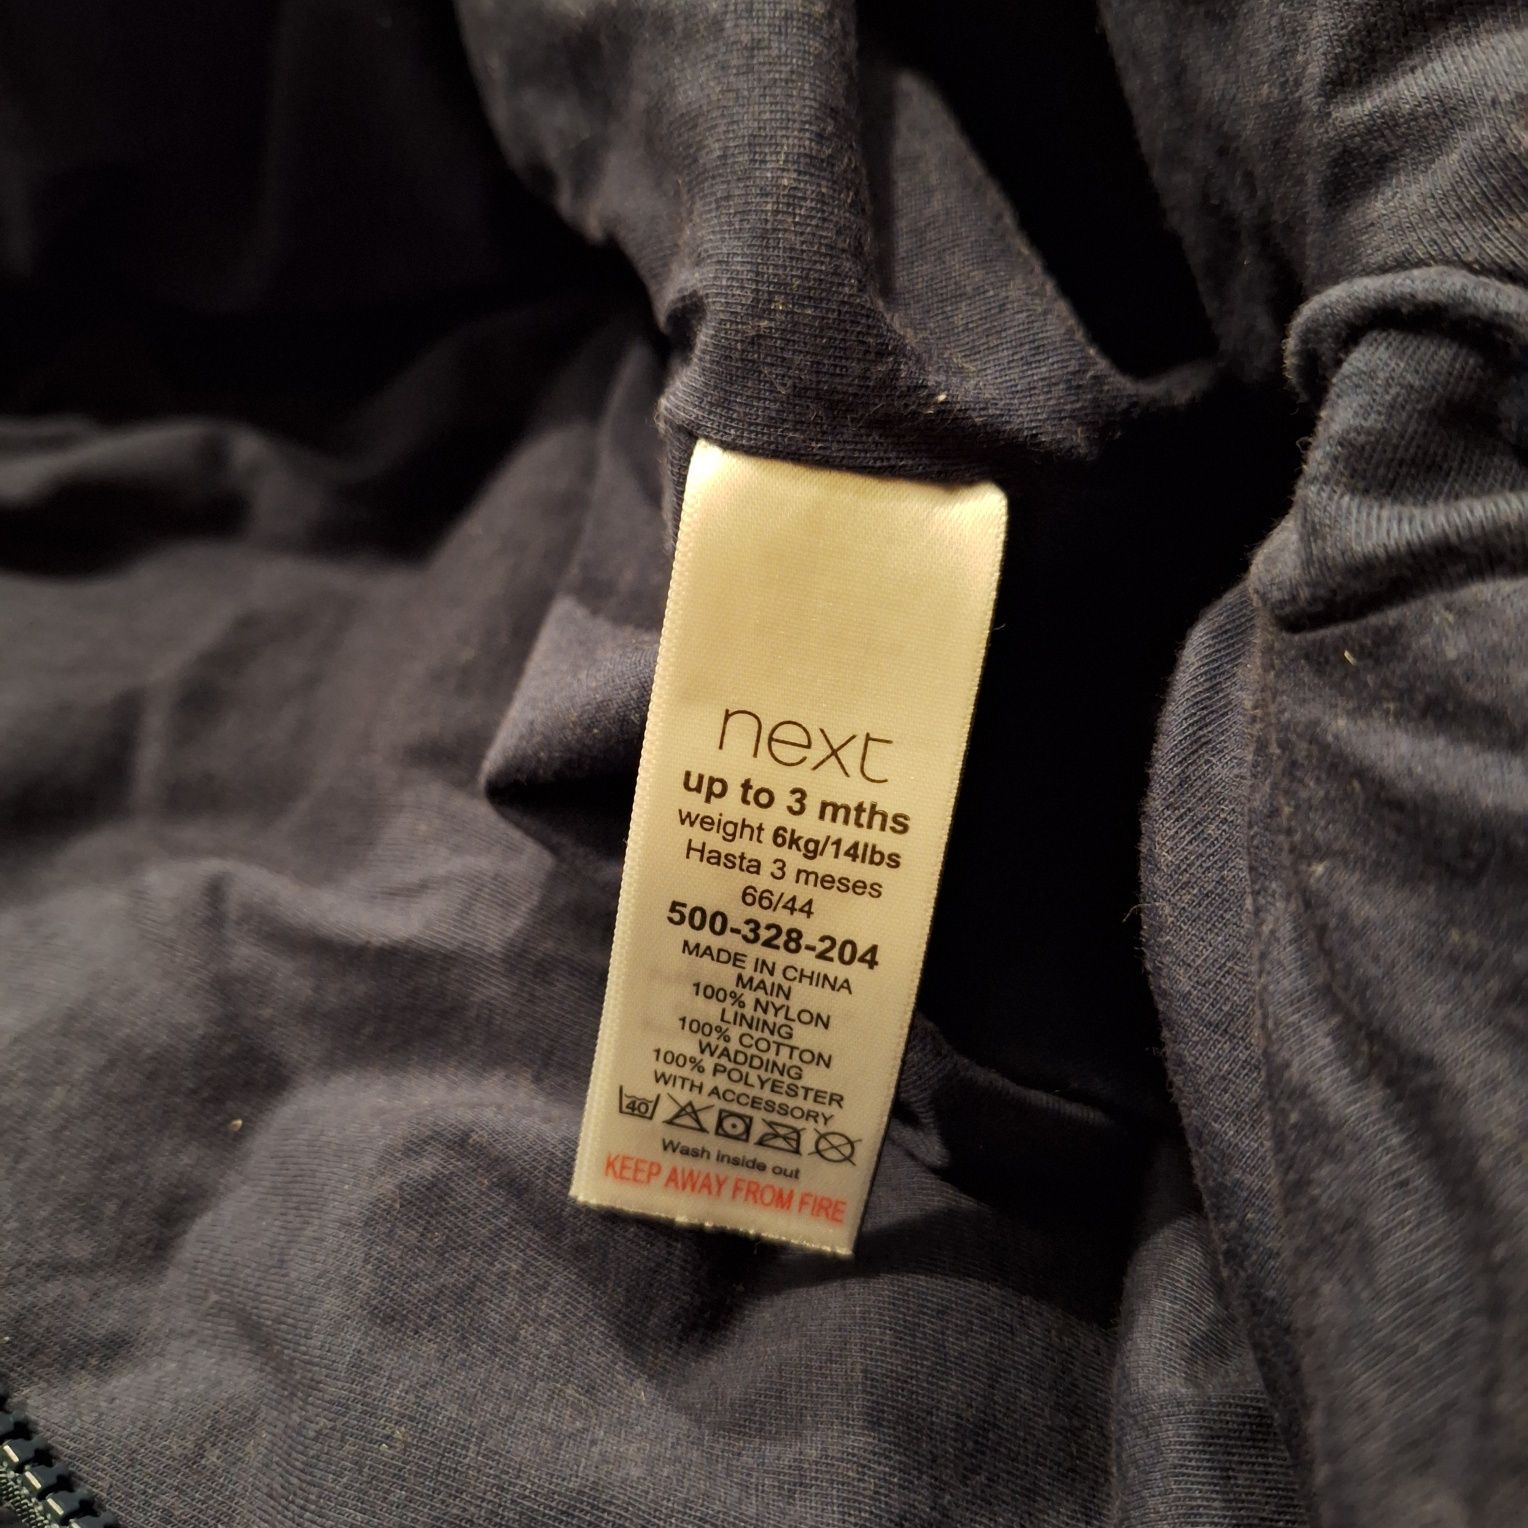 next
up to 3 mths
weight 6kg/14lbs
Hasta 3 meses
66/44
500-328-204
MADE IN CHINA
MAIN
100% NYLON
LINING
100% COTTON
WADDING
100% POLYESTER
WITH ACCESSORY
40
Wash inside out
KEEP AWAY FROM FIRE